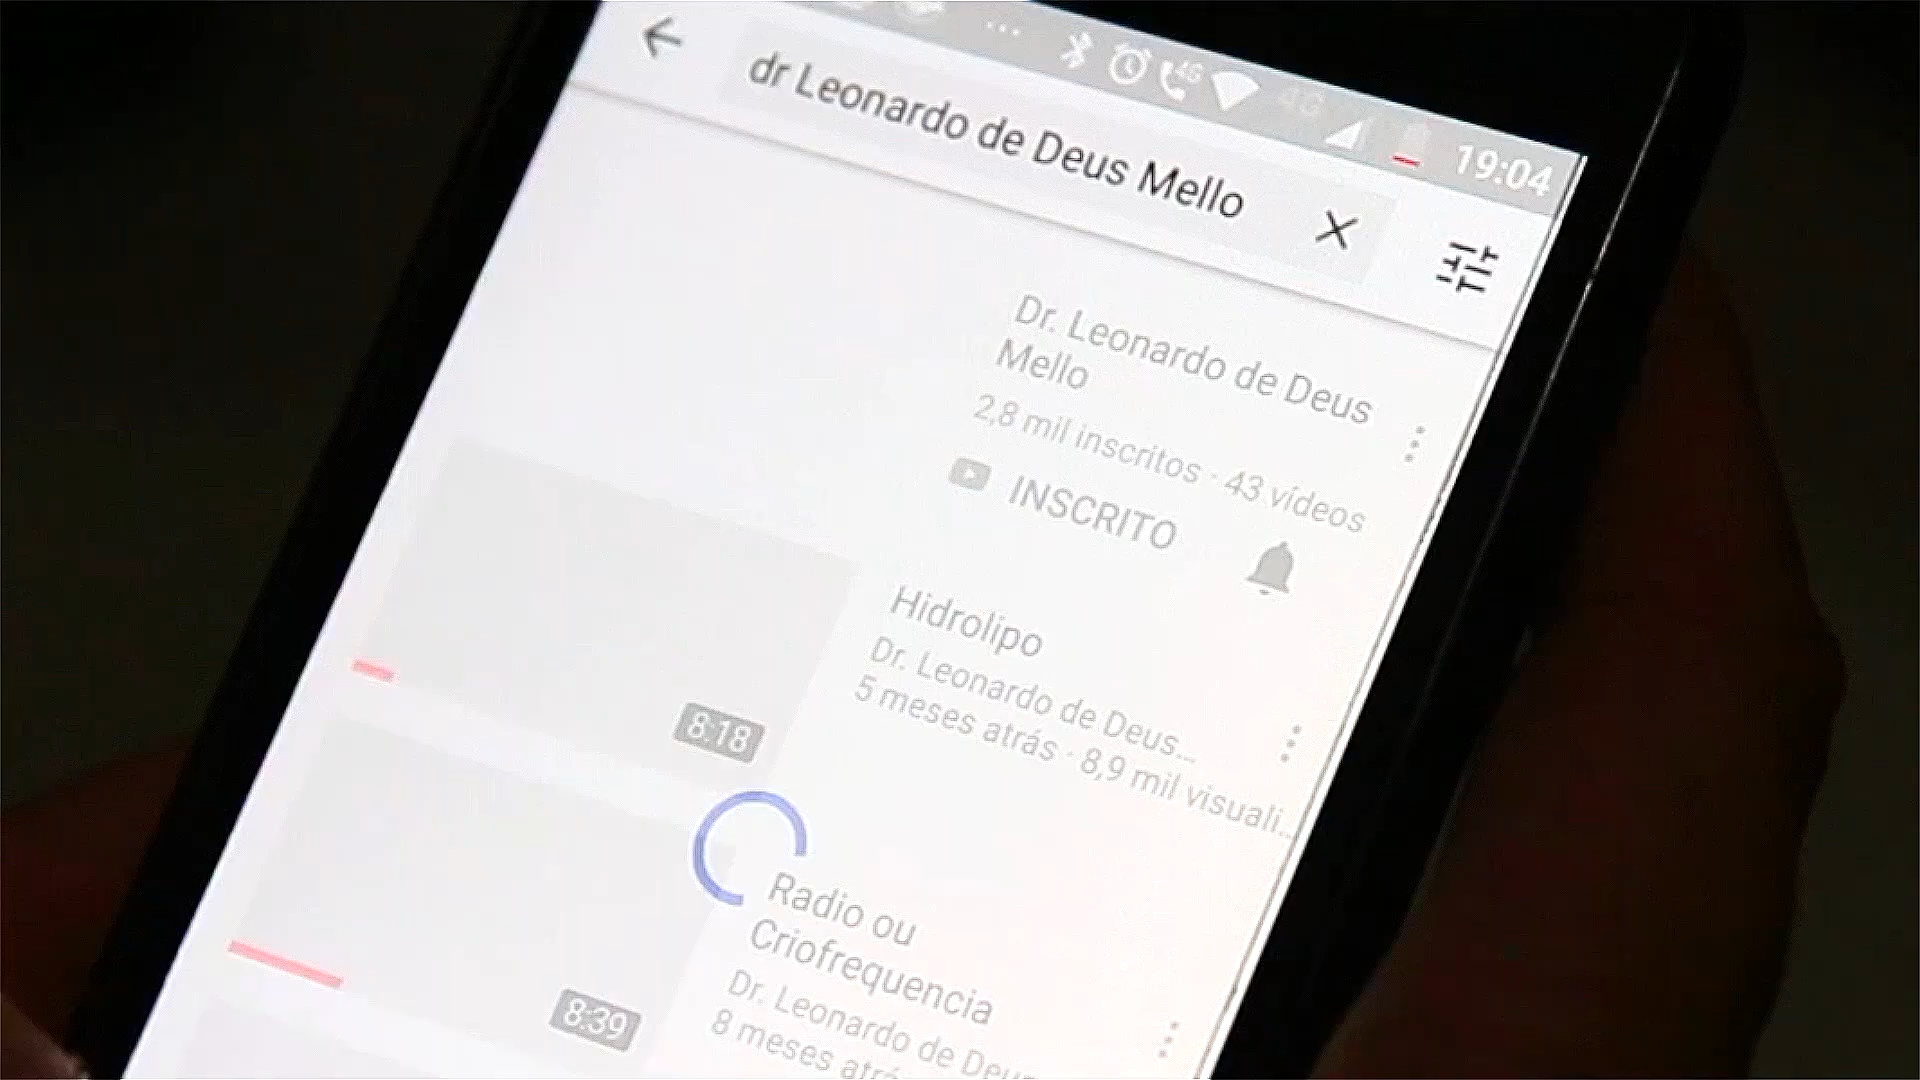 19:04
dr Leonardo de Deus Mello
Dr. Leonardo de Deus
Mello
2,8 mil inscritos · 43 vídeos
INSCRITO
Hidrolipo
Dr. Leonardo de Deus...
5 meses atrás · 8,9 mil visuali...
8:18
Radio ou
Criofrequencia
Dr. Leonardo de Deus
8 meses atrás
8:39